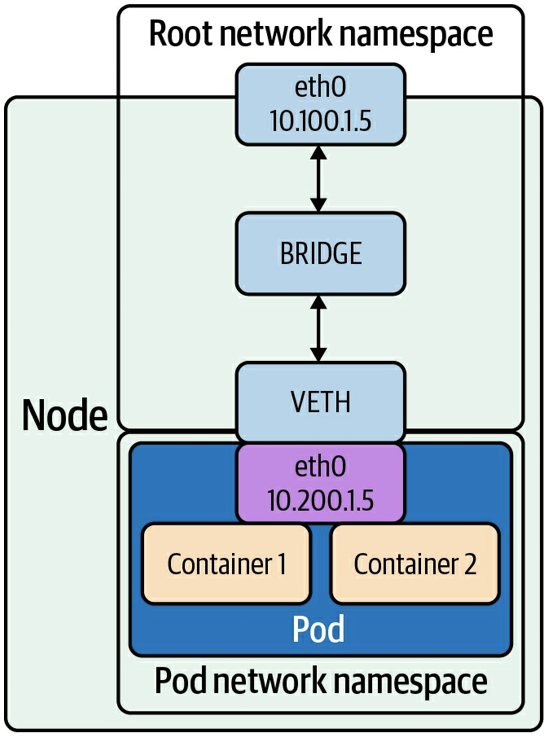 Root network namespace
eth0
10.100.1.5
BRIDGE
VETH
Node
eth0
10.200.1.5
Container 1
Container 2
Pod
Pod network namespace